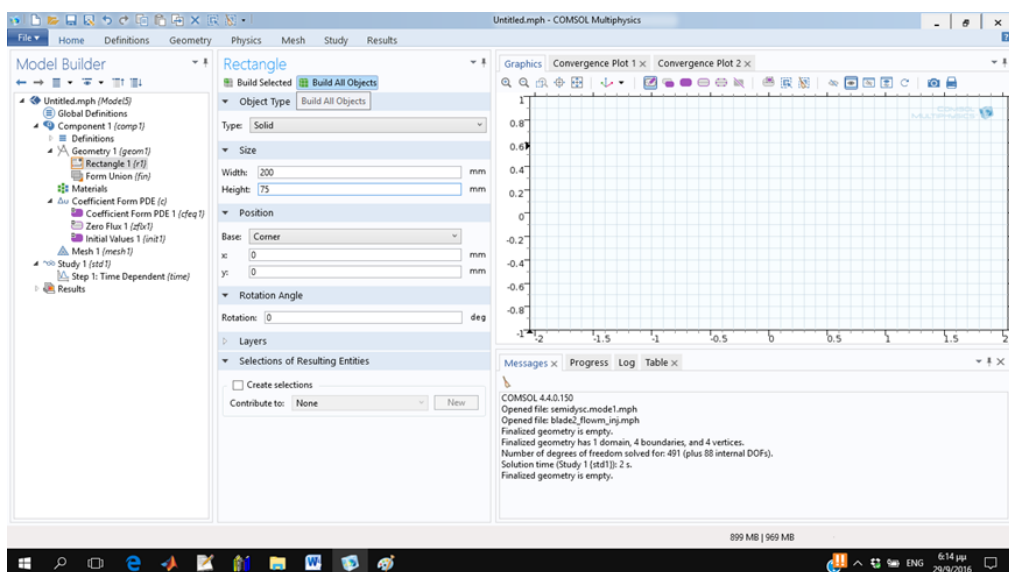 Untitled.mph - COMSOL Multiphysics
File
Home Definitions Geometry Physics Mesh Study Results
Model Builder
Untitled.mph (Model5)
Global Definitions
Component 1 (comp1)
Definitions
Geometry 1 (geom1)
Rectangle 1 (r1)
Form Union (fin)
Materials
Δu Coefficient Form PDE (c)
Coefficient Form PDE 1 (cfeq1)
Zero Flux 1 (zflx1)
Initial Values 1 (init1)
Mesh 1 (mesh1)
Study 1 (std1)
Step 1: Time Dependent (time)
Results
Rectangle
Build Selected Build All Objects
Object Type Build All Objects
Type: Solid
Size
Width: 200 mm
Height: 75 mm
Position
Base: Corner
x: 0 mm
y: 0 mm
Rotation Angle
Rotation: 0 deg
Layers
Selections of Resulting Entities
Create selections
Contribute to: None New
Graphics Convergence Plot 1 Convergence Plot 2
1
0.8
0.6
0.4
0.2
0
-0.2
-0.4
-0.6
-0.8
-1
-2 -1.5 -1 -0.5 0 0.5 1 1.5 2
COMSOL
MULTIPHYSICS
Messages Progress Log Table
COMSOL 4.4.0.150
Opened file: semidysc.mode1.mph
Opened file: blade2_flowm_inj.mph
Finalized geometry is empty.
Finalized geometry has 1 domain, 4 boundaries, and 4 vertices.
Number of degrees of freedom solved for: 491 (plus 88 internal DOFs).
Solution time (Study 1 (std1)): 2 s.
Finalized geometry is empty.
899 MB | 969 MB
ENG
6:14 μμ
29/9/2016